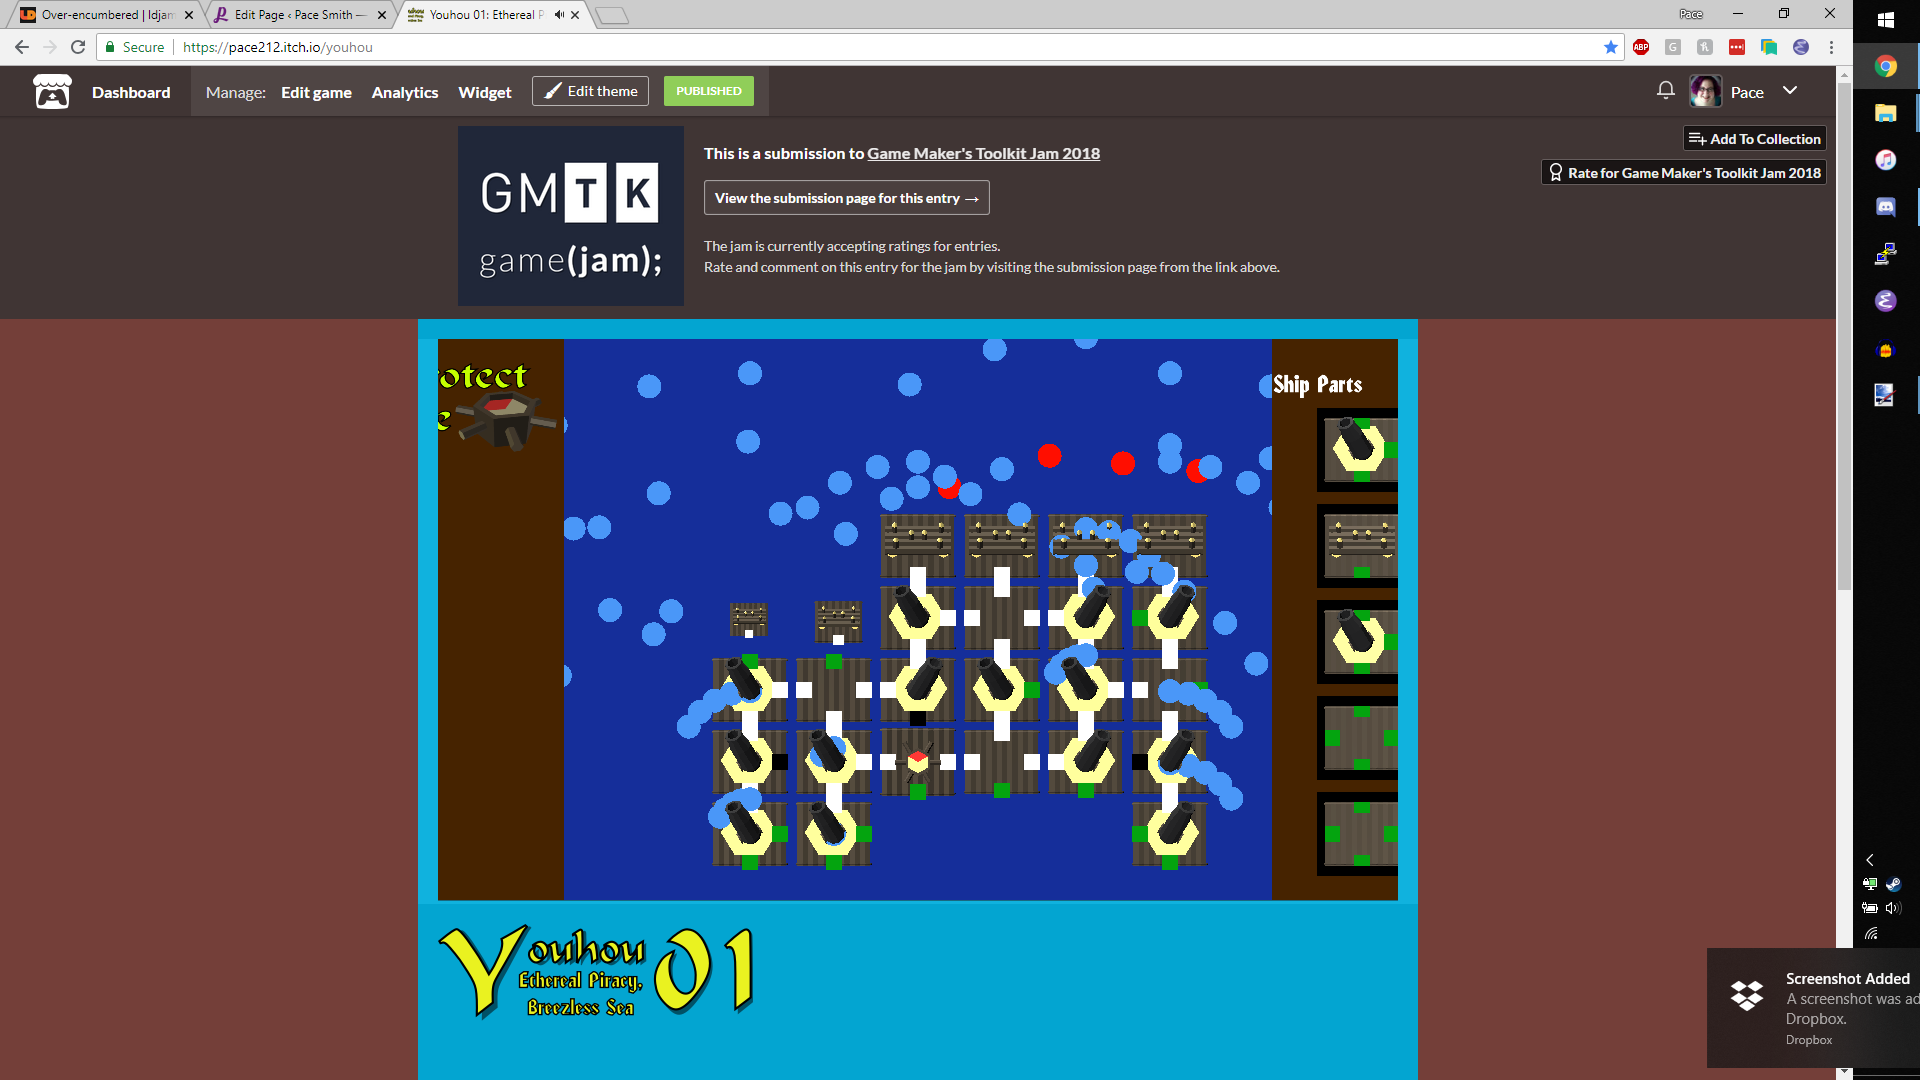 Over-encumbered | ldjam
Edit Page ‹ Pace Smith —
Youhou 01: Ethereal P
Pace
Secure
https://pace212.itch.io/youhou
ABP
Dashboard
Manage:
Edit game
Analytics
Widget
Edit theme
PUBLISHED
Pace
GMTK
game(jam);
This is a submission to Game Maker's Toolkit Jam 2018
View the submission page for this entry →
The jam is currently accepting ratings for entries.
Rate and comment on this entry for the jam by visiting the submission page from the link above.
Add To Collection
Rate for Game Maker's Toolkit Jam 2018
otect
e
Ship Parts
Youhou 01
Ethereal Piracy,
Breezless Sea
Screenshot Added
A screenshot was ad
Dropbox.
Dropbox